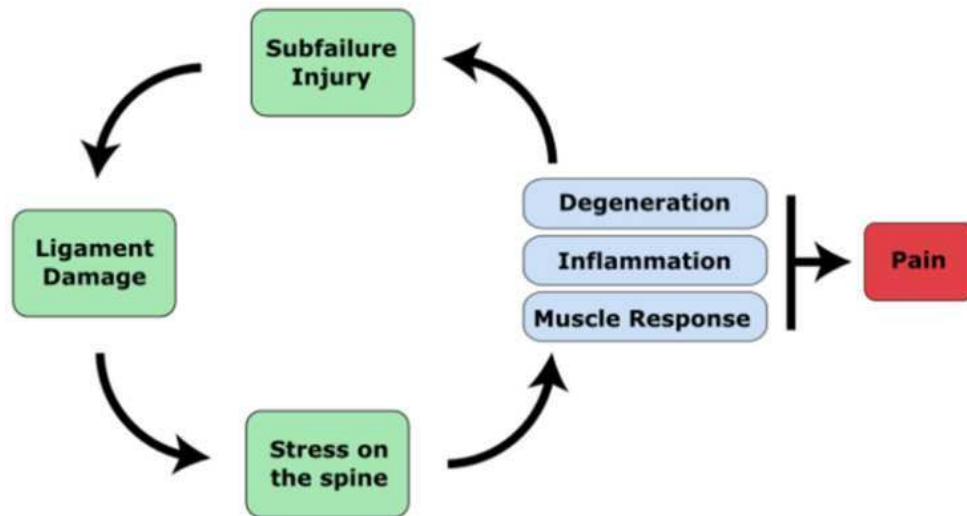 Subfailure
Injury
Ligament
Damage
Degeneration
Inflammation
Muscle Response
Pain
Stress on
the spine